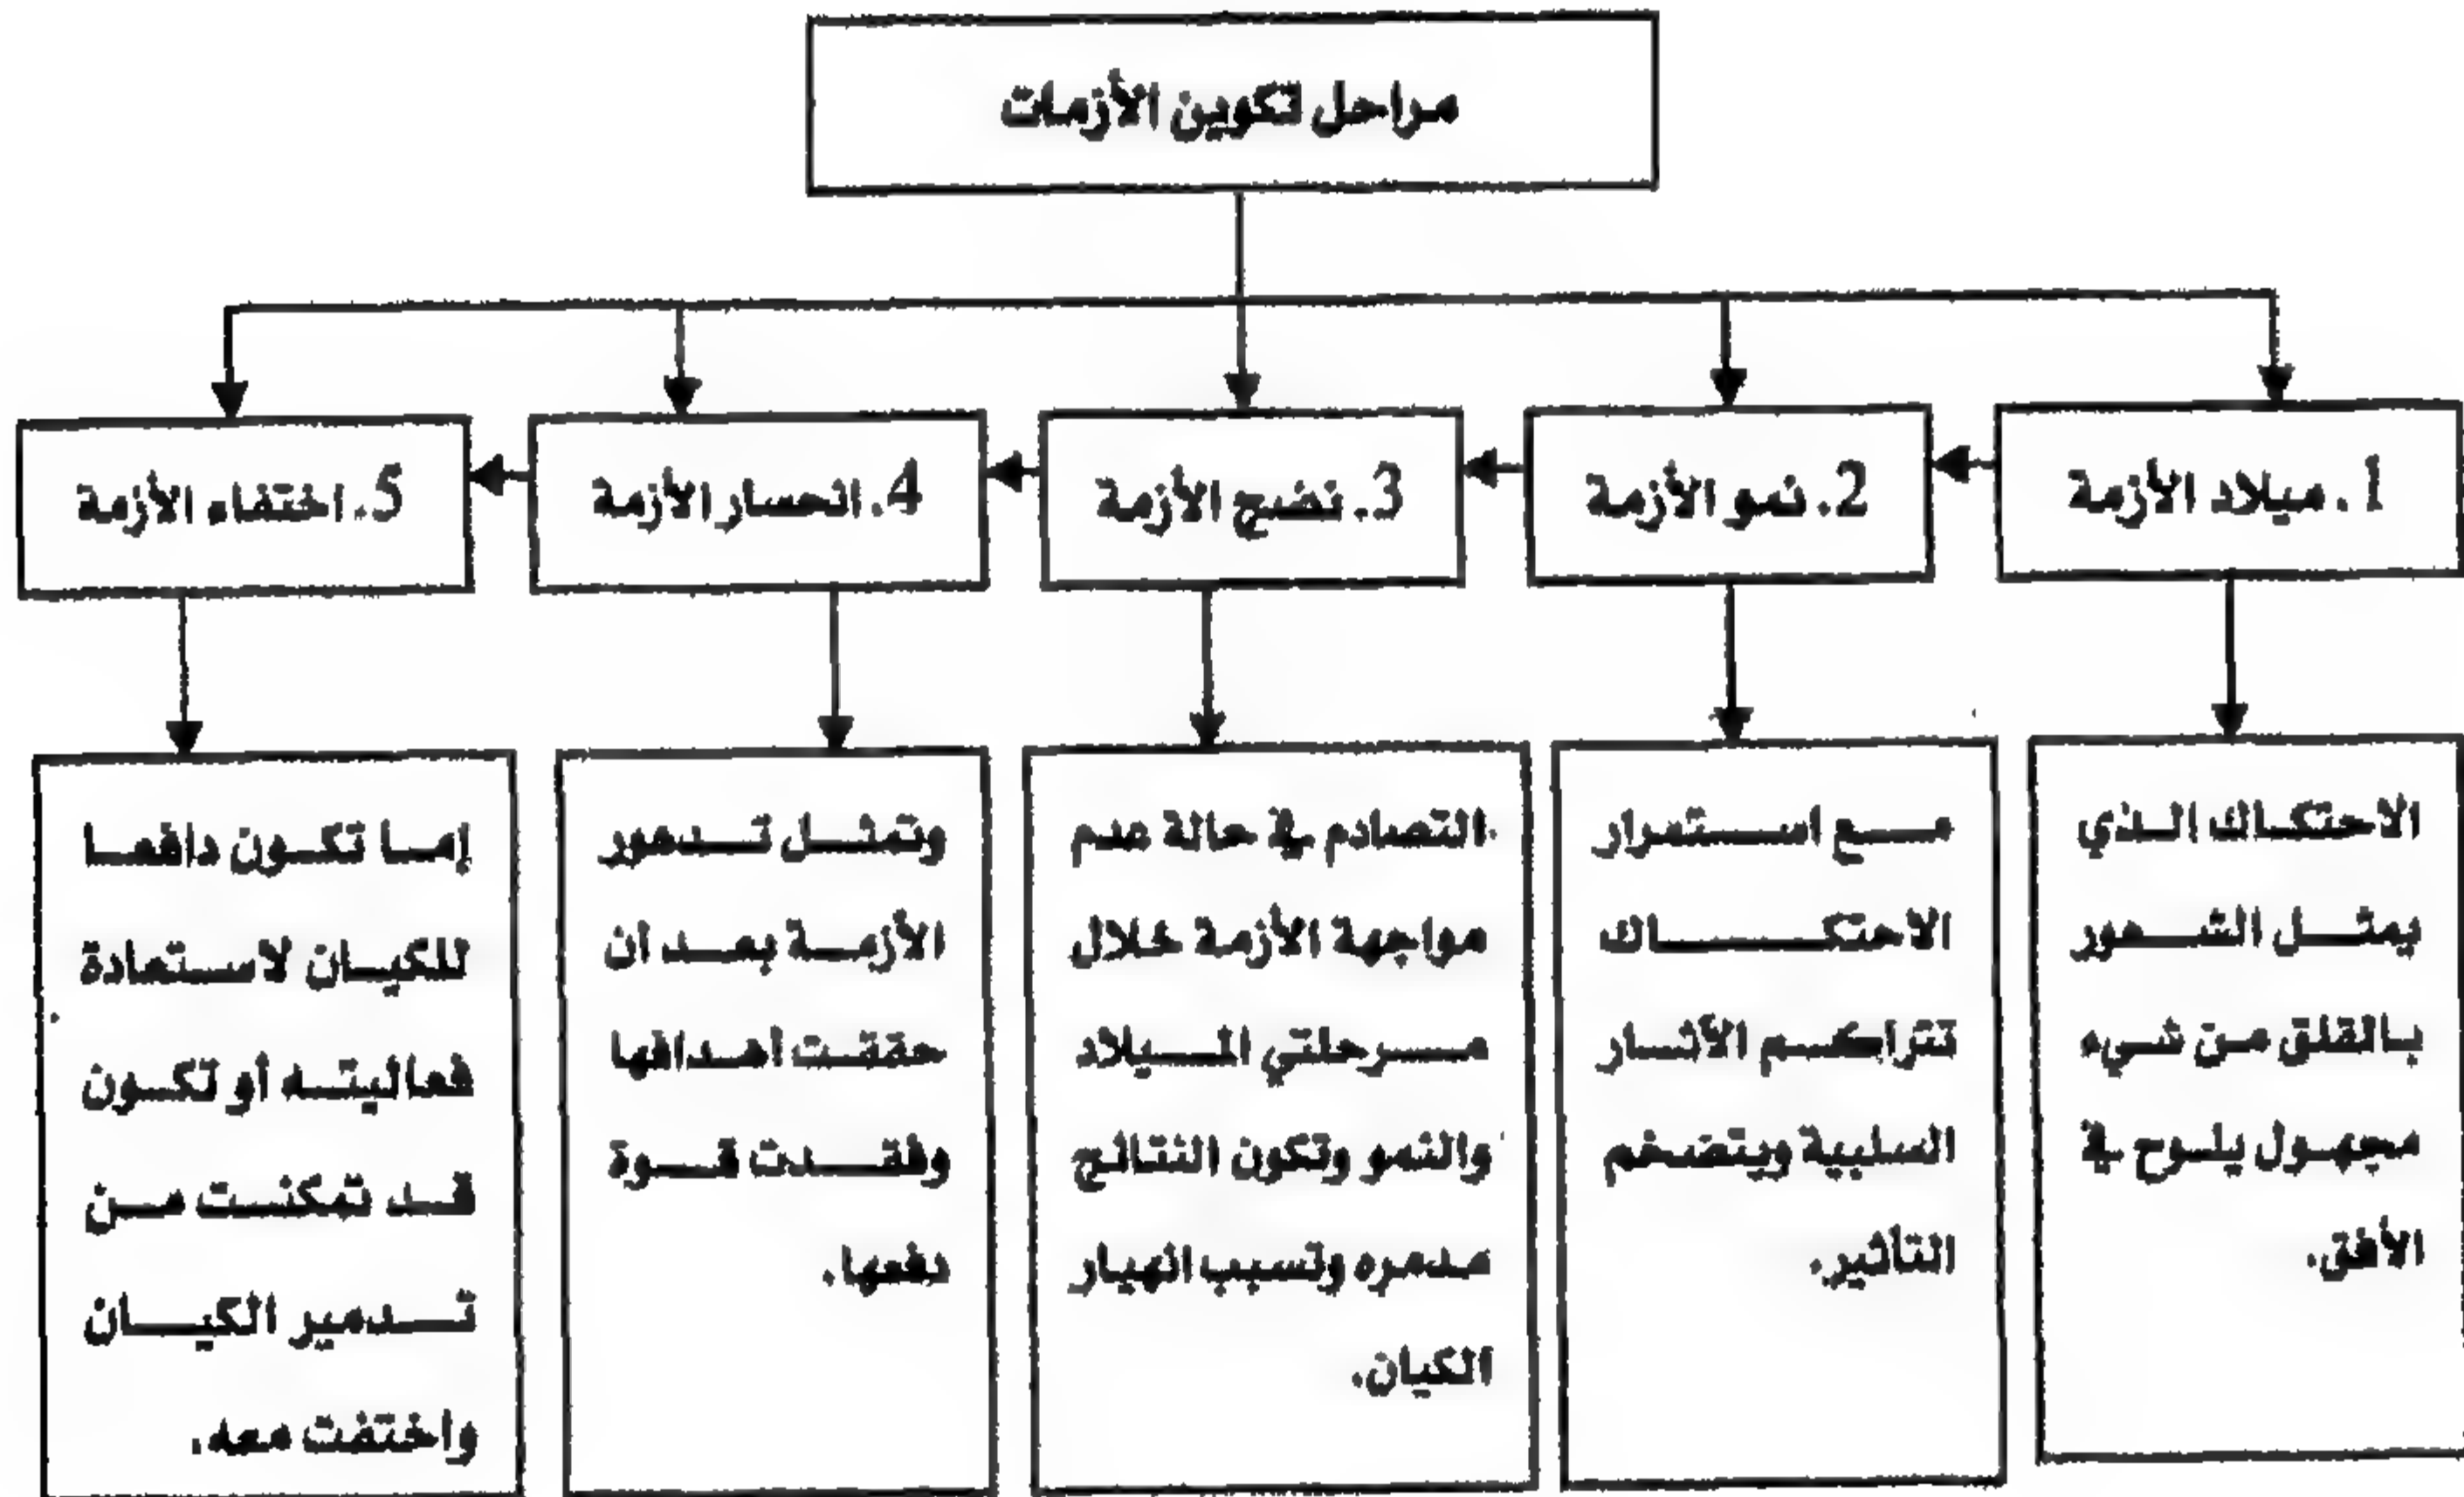 مراحل تكوين الأزمات
1. ميلاد الأزمة
2. نمو الأزمة
3. نضج الأزمة
4. انحسار الأزمة
5. اختفاء الأزمة
الاحتكاك الذي
يمثل الشعور
بالقلق من شيء
مجهول يلوح في
الأفق.
مع استمرار
الاحتكاك
تتراكم الآثار
السلبية ويتضخم
التأثير.
التصادم في حالة عدم
مواجهة الأزمة خلال
مرحلتي الميلاد
والنمو وتكون النتائج
مدمره وتسبب انهيار
الكيان.
وتمثل تدهور
الأزمة بعد ان
حققت اهدافها
وفقدت قوة
دفعها.
إما تكون دافعا
للكيان لاستعادة
فعاليته أو تكون
قد تمكنت من
تدمير الكيان
واختفت معه.